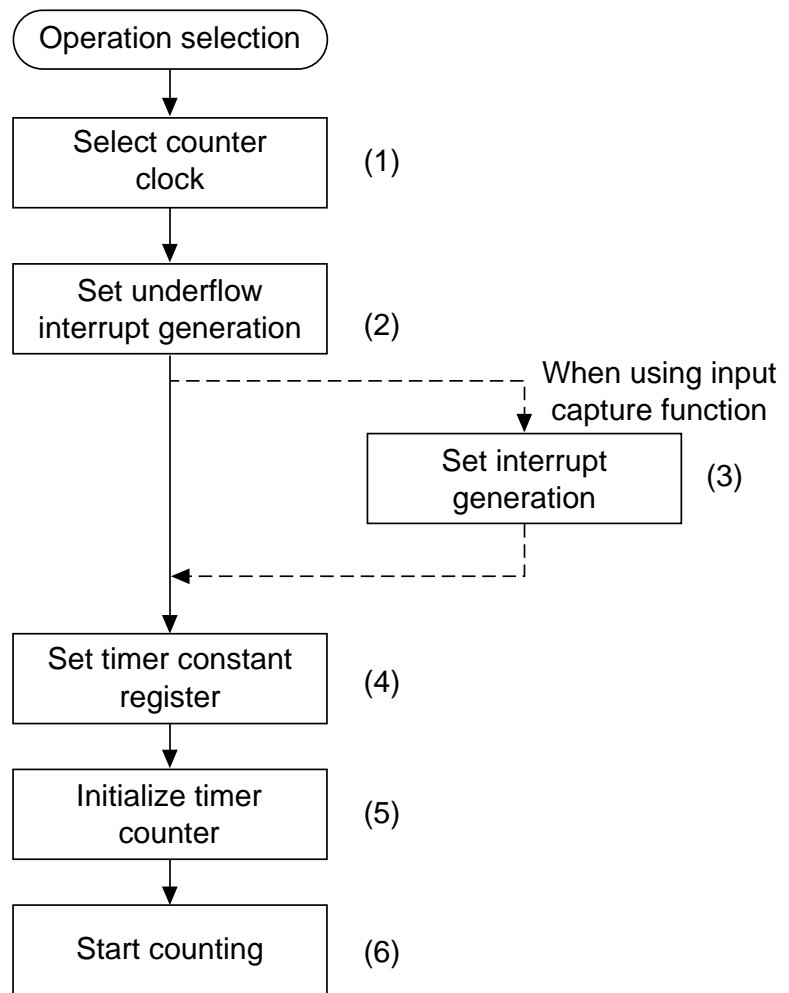 Operation selection
Select counter
clock
(1)
Set underflow
interrupt generation
(2)
When using input
capture function
Set interrupt
generation
(3)
Set timer constant
register
(4)
Initialize timer
counter
(5)
Start counting
(6)